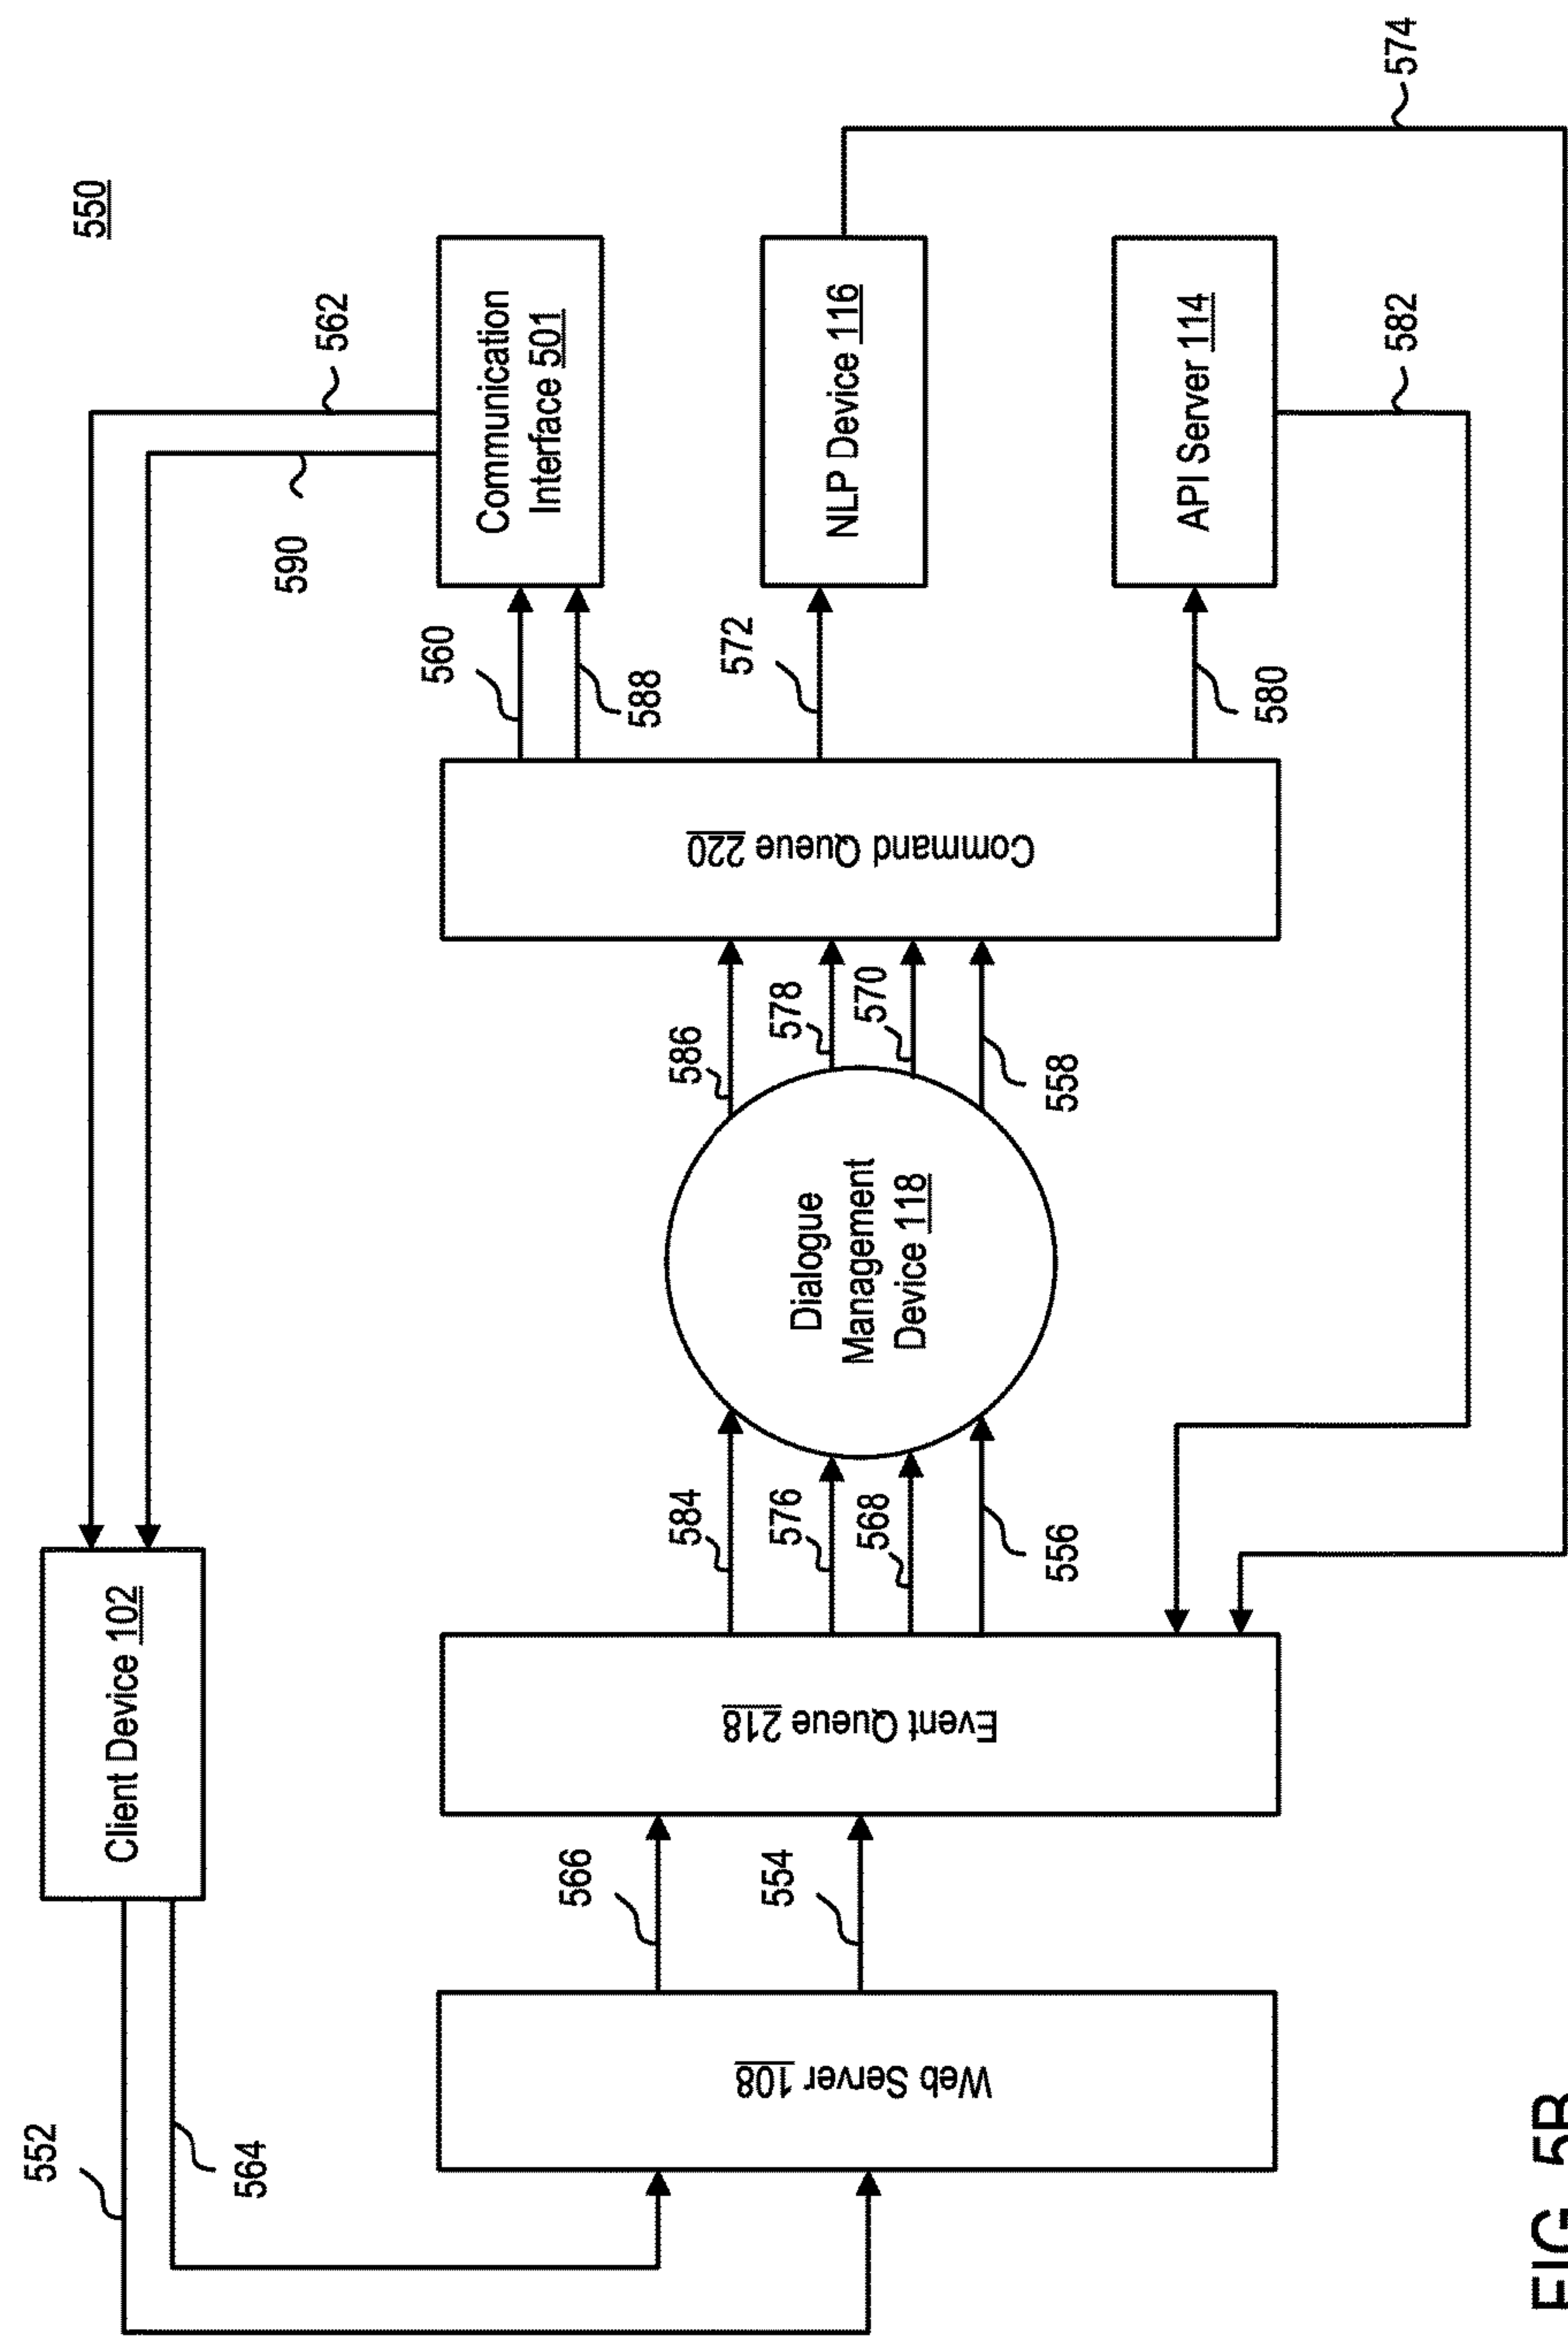 550
Client Device 102
552
564
590
562
Web Server 108
566
554
Event Queue 218
584
576
568
556
Dialogue
Management
Device 118
586
578
570
558
Command Queue 220
560
588
572
580
Communication
Interface 501
NLP Device 116
API Server 114
574
582
FIG. 5B